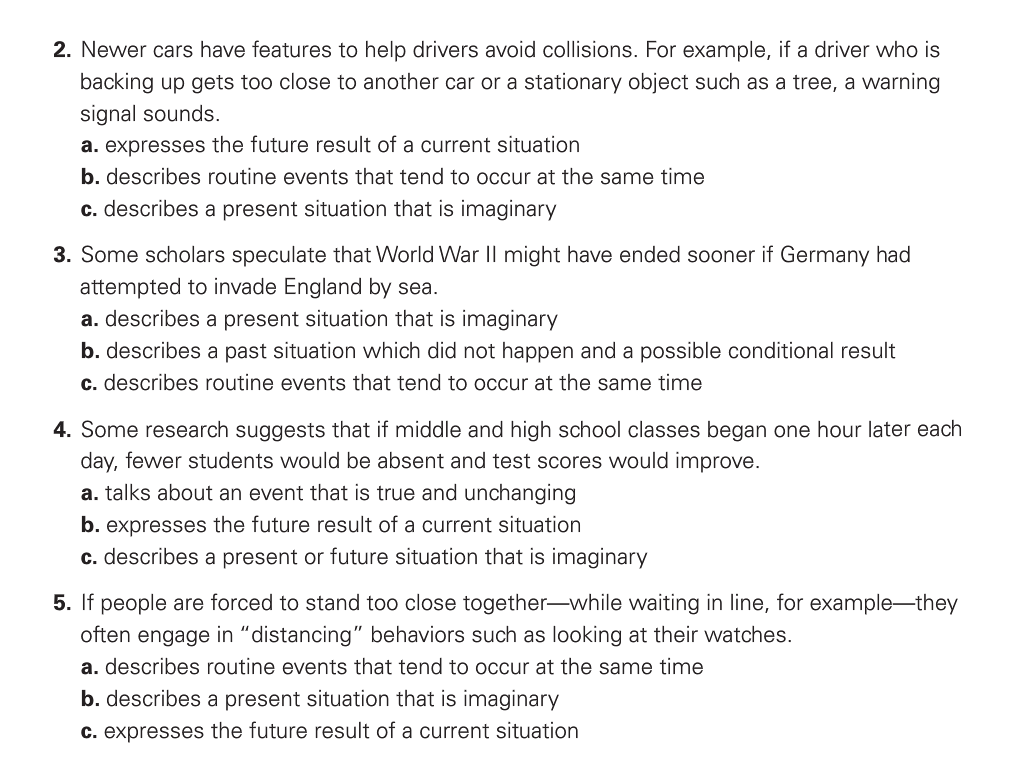 2. Newer cars have features to help drivers avoid collisions. For example, if a driver who is
backing up gets too close to another car or a stationary object such as a tree, a warning
signal sounds.
a. expresses the future result of a current situation
b. describes routine events that tend to occur at the same time
c. describes a present situation that is imaginary
3. Some scholars speculate that World War II might have ended sooner if Germany had
attempted to invade England by sea.
a. describes a present situation that is imaginary
b. describes a past situation which did not happen and a possible conditional result
c. describes routine events that tend to occur at the same time
4. Some research suggests that if middle and high school classes began one hour later each
day, fewer students would be absent and test scores would improve.
a. talks about an event that is true and unchanging
b. expresses the future result of a current situation
c. describes a present or future situation that is imaginary
5. If people are forced to stand too close together—while waiting in line, for example—they
often engage in “distancing” behaviors such as looking at their watches.
a. describes routine events that tend to occur at the same time
b. describes a present situation that is imaginary
c. expresses the future result of a current situation